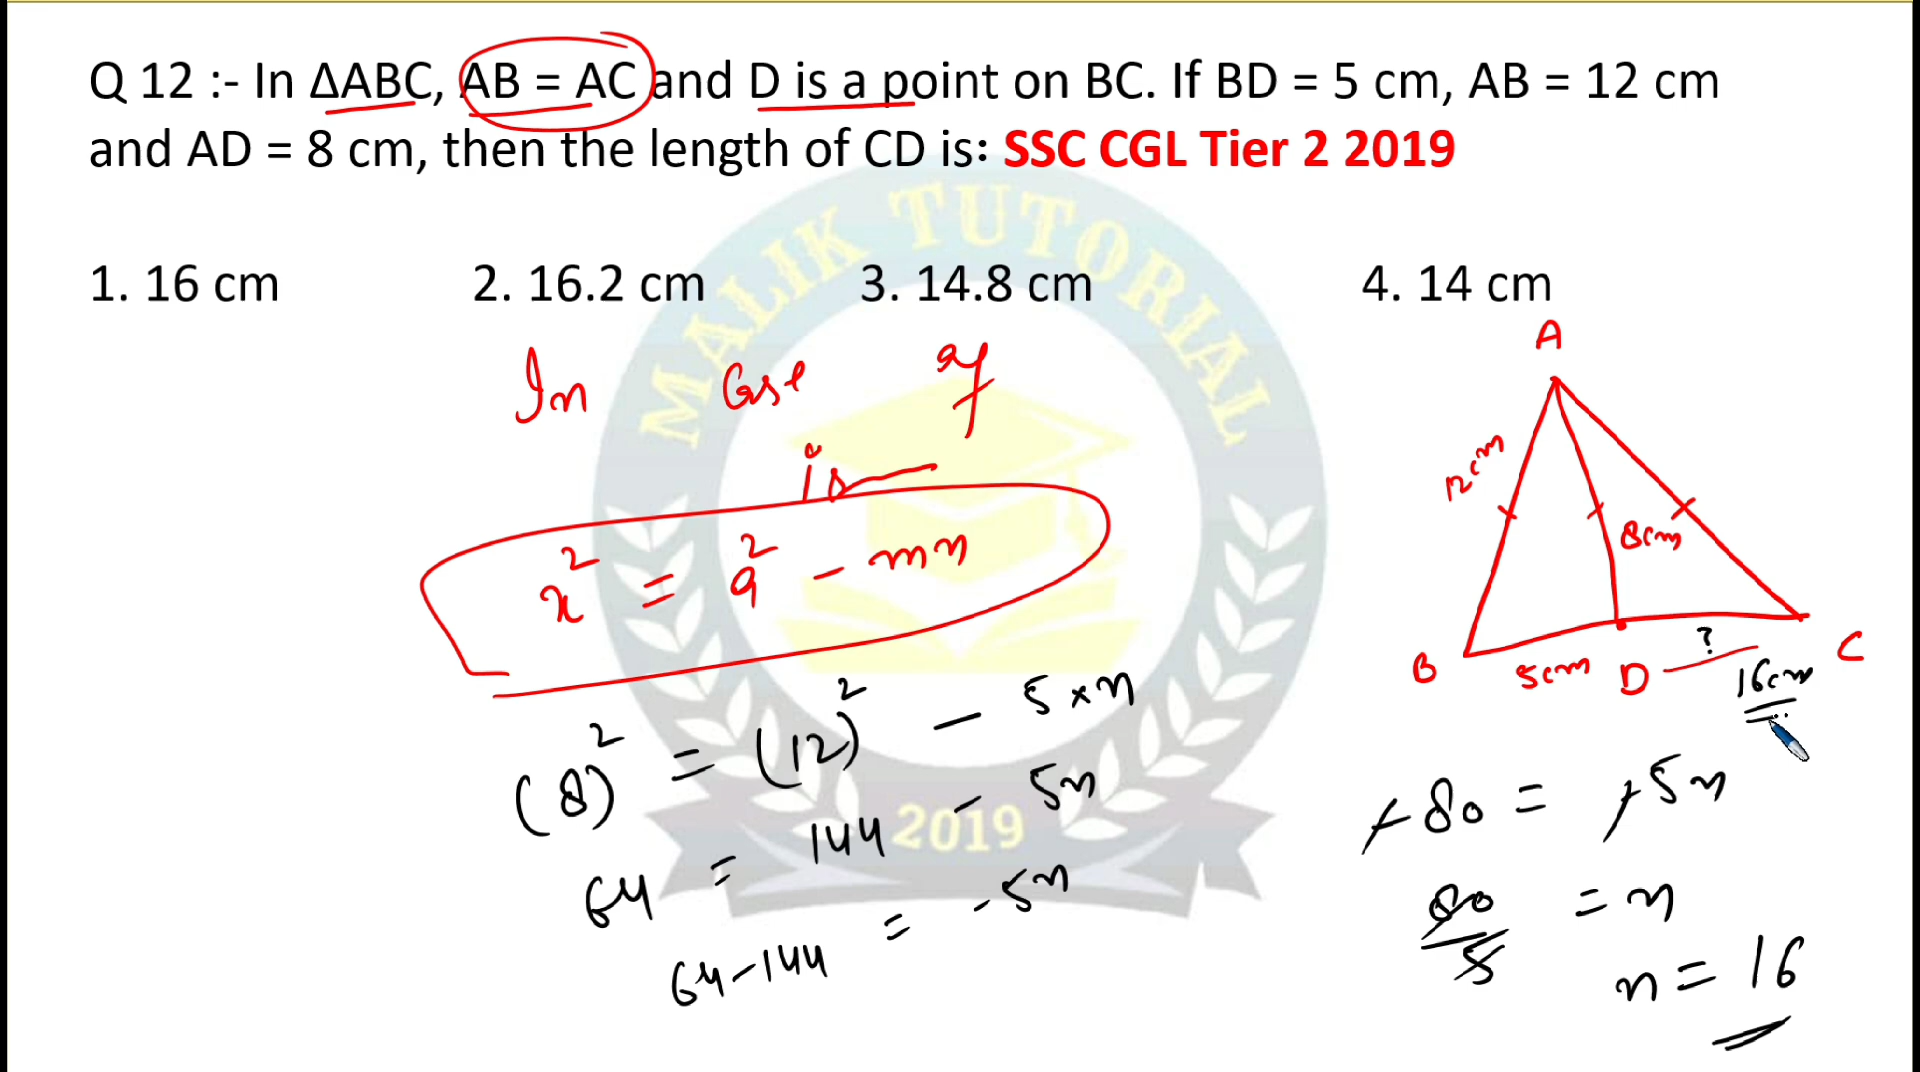 Q 12 :- In ΔABC, AB = AC and D is a point on BC. If BD = 5 cm, AB = 12 cm
and AD = 8 cm, then the length of CD is: SSC CGL Tier 2 2019
1. 16 cm 2. 16.2 cm 3. 14.8 cm 4. 14 cm
MALIK TUTORIAL
2019
In Case of
is
x² = a² - mn
(8)² = (12)² - 5×n
64 = 144 - 5n
64-144 = -5n
A
12cm
8cm
B 5cm D ? C
16cm
-80 = -5n
80/5 = n
n = 16